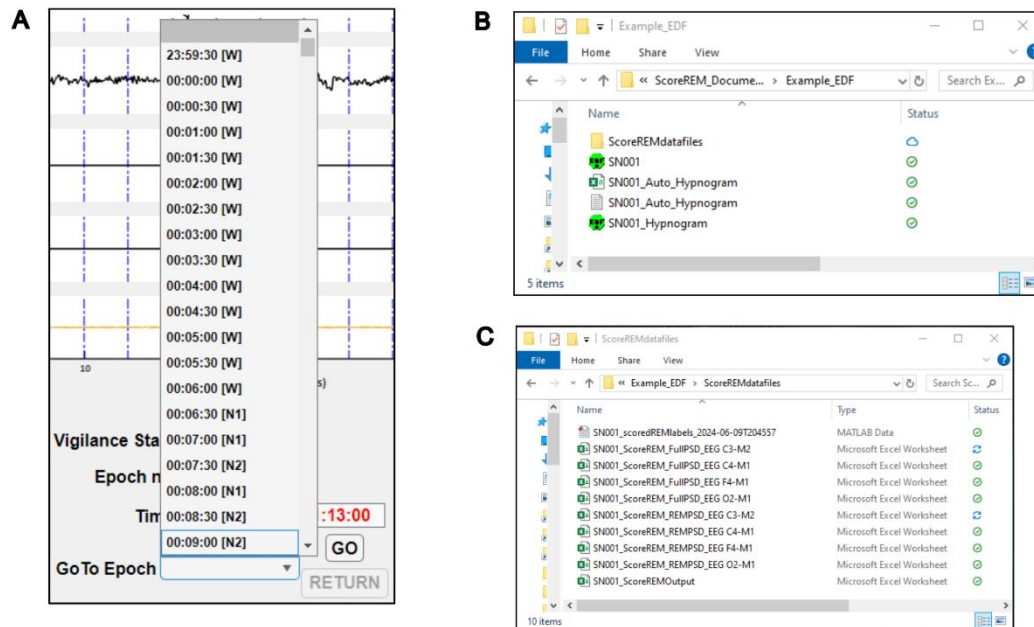 A
23:59:30 [W]
00:00:00 [W]
00:00:30 [W]
00:01:00 [W]
00:01:30 [W]
00:02:00 [W]
00:02:30 [W]
00:03:00 [W]
00:03:30 [W]
00:04:00 [W]
00:04:30 [W]
00:05:00 [W]
00:05:30 [W]
00:06:00 [W]
00:06:30 [N1]
00:07:00 [N1]
00:07:30 [N2]
00:08:00 [N1]
00:08:30 [N2]
00:09:00 [N2]
10
s)
Vigilance Sta
Epoch n
Tim
:13:00
GO
GoTo Epoch
RETURN
B
Example_EDF
File Home Share View
« ScoreREM_Docume... > Example_EDF Search Ex...
Name Status
ScoreREMdatafiles
SN001
SN001_Auto_Hypnogram
SN001_Auto_Hypnogram
SN001_Hypnogram
5 items
C
ScoreREMdatafiles
File Home Share View
« Example_EDF > ScoreREMdatafiles Search Sc...
Name Type Status
SN001_scoredREMlabels_2024-06-09T204557 MATLAB Data
SN001_ScoreREM_FullPSD_EEG C3-M2 Microsoft Excel Worksheet
SN001_ScoreREM_FullPSD_EEG C4-M1 Microsoft Excel Worksheet
SN001_ScoreREM_FullPSD_EEG F4-M1 Microsoft Excel Worksheet
SN001_ScoreREM_FullPSD_EEG O2-M1 Microsoft Excel Worksheet
SN001_ScoreREM_REMPSD_EEG C3-M2 Microsoft Excel Worksheet
SN001_ScoreREM_REMPSD_EEG C4-M1 Microsoft Excel Worksheet
SN001_ScoreREM_REMPSD_EEG F4-M1 Microsoft Excel Worksheet
SN001_ScoreREM_REMPSD_EEG O2-M1 Microsoft Excel Worksheet
SN001_ScoreREMOutput Microsoft Excel Worksheet
10 items